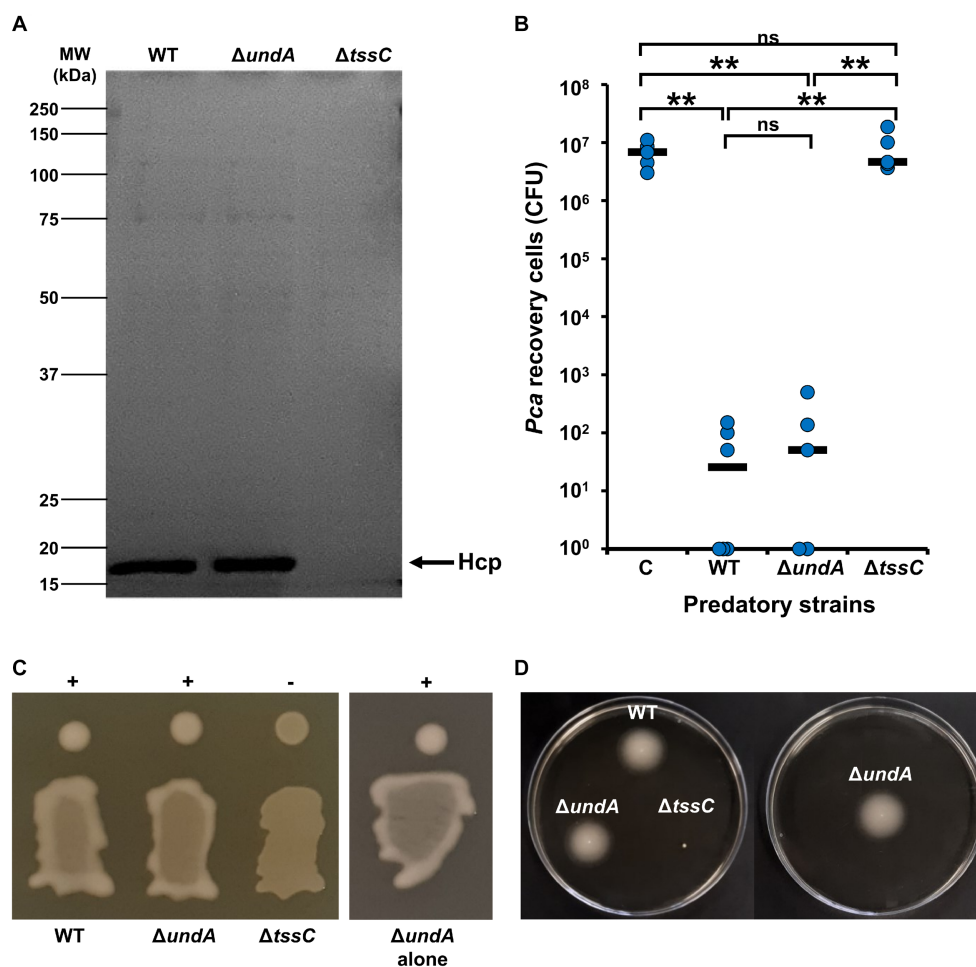 A
MW
(kDa)
WT
ΔundA
ΔtssC
250
150
100
75
50
37
25
20
15
Hcp
B
ns
** **
** **
ns
Pca recovery cells (CFU)
10⁸
10⁷
10⁶
10⁵
10⁴
10³
10²
10¹
10⁰
C WT ΔundA ΔtssC
Predatory strains
C
+ + - +
WT ΔundA ΔtssC ΔundA
alone
D
WT
ΔundA ΔtssC
ΔundA